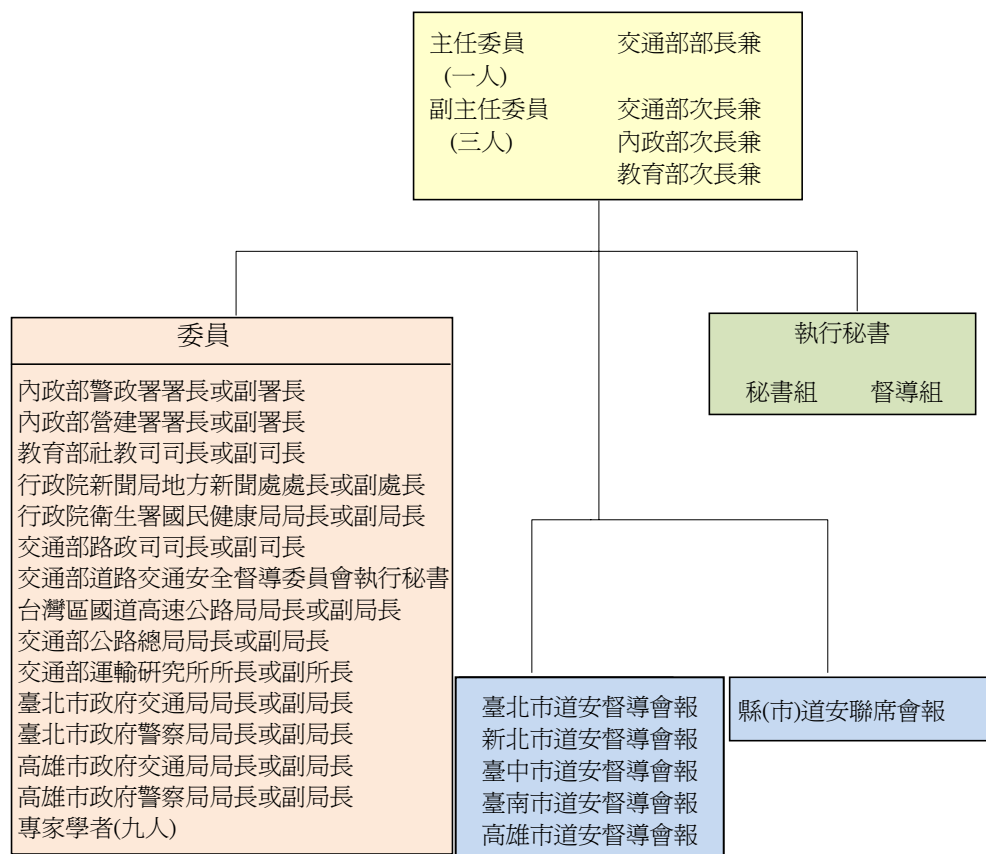 主任委員 交通部部長兼
(一人)
副主任委員 交通部次長兼
(三人) 內政部次長兼
教育部次長兼
委員
內政部警政署署長或副署長
內政部營建署署長或副署長
教育部社教司司長或副司長
行政院新聞局地方新聞處處長或副處長
行政院衛生署國民健康局局長或副局長
交通部路政司司長或副司長
交通部道路交通安全督導委員會執行秘書
台灣區國道高速公路局局長或副局長
交通部公路總局局長或副局長
交通部運輸研究所所長或副所長
臺北市政府交通局局長或副局長
臺北市政府警察局局長或副局長
高雄市政府交通局局長或副局長
高雄市政府警察局局長或副局長
專家學者(九人)
執行秘書
秘書組 督導組
臺北市道安督導會報
新北市道安督導會報
臺中市道安督導會報
臺南市道安督導會報
高雄市道安督導會報
縣(市)道安聯席會報